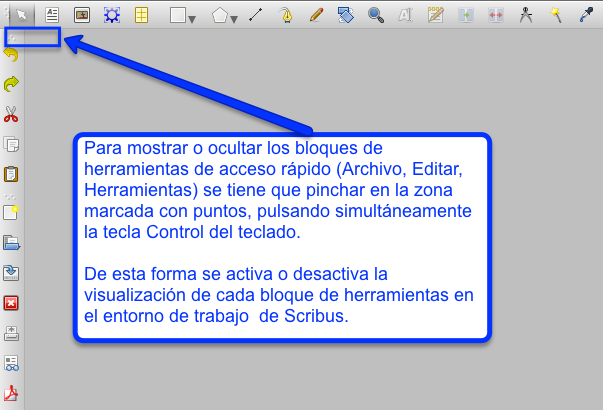 Para mostrar o ocultar los bloques de
herramientas de acceso rápido (Archivo, Editar,
Herramientas) se tiene que pinchar en la zona
marcada con puntos, pulsando simultáneamente
la tecla Control del teclado.
De esta forma se activa o desactiva la
visualización de cada bloque de herramientas en
el entorno de trabajo  de Scribus.